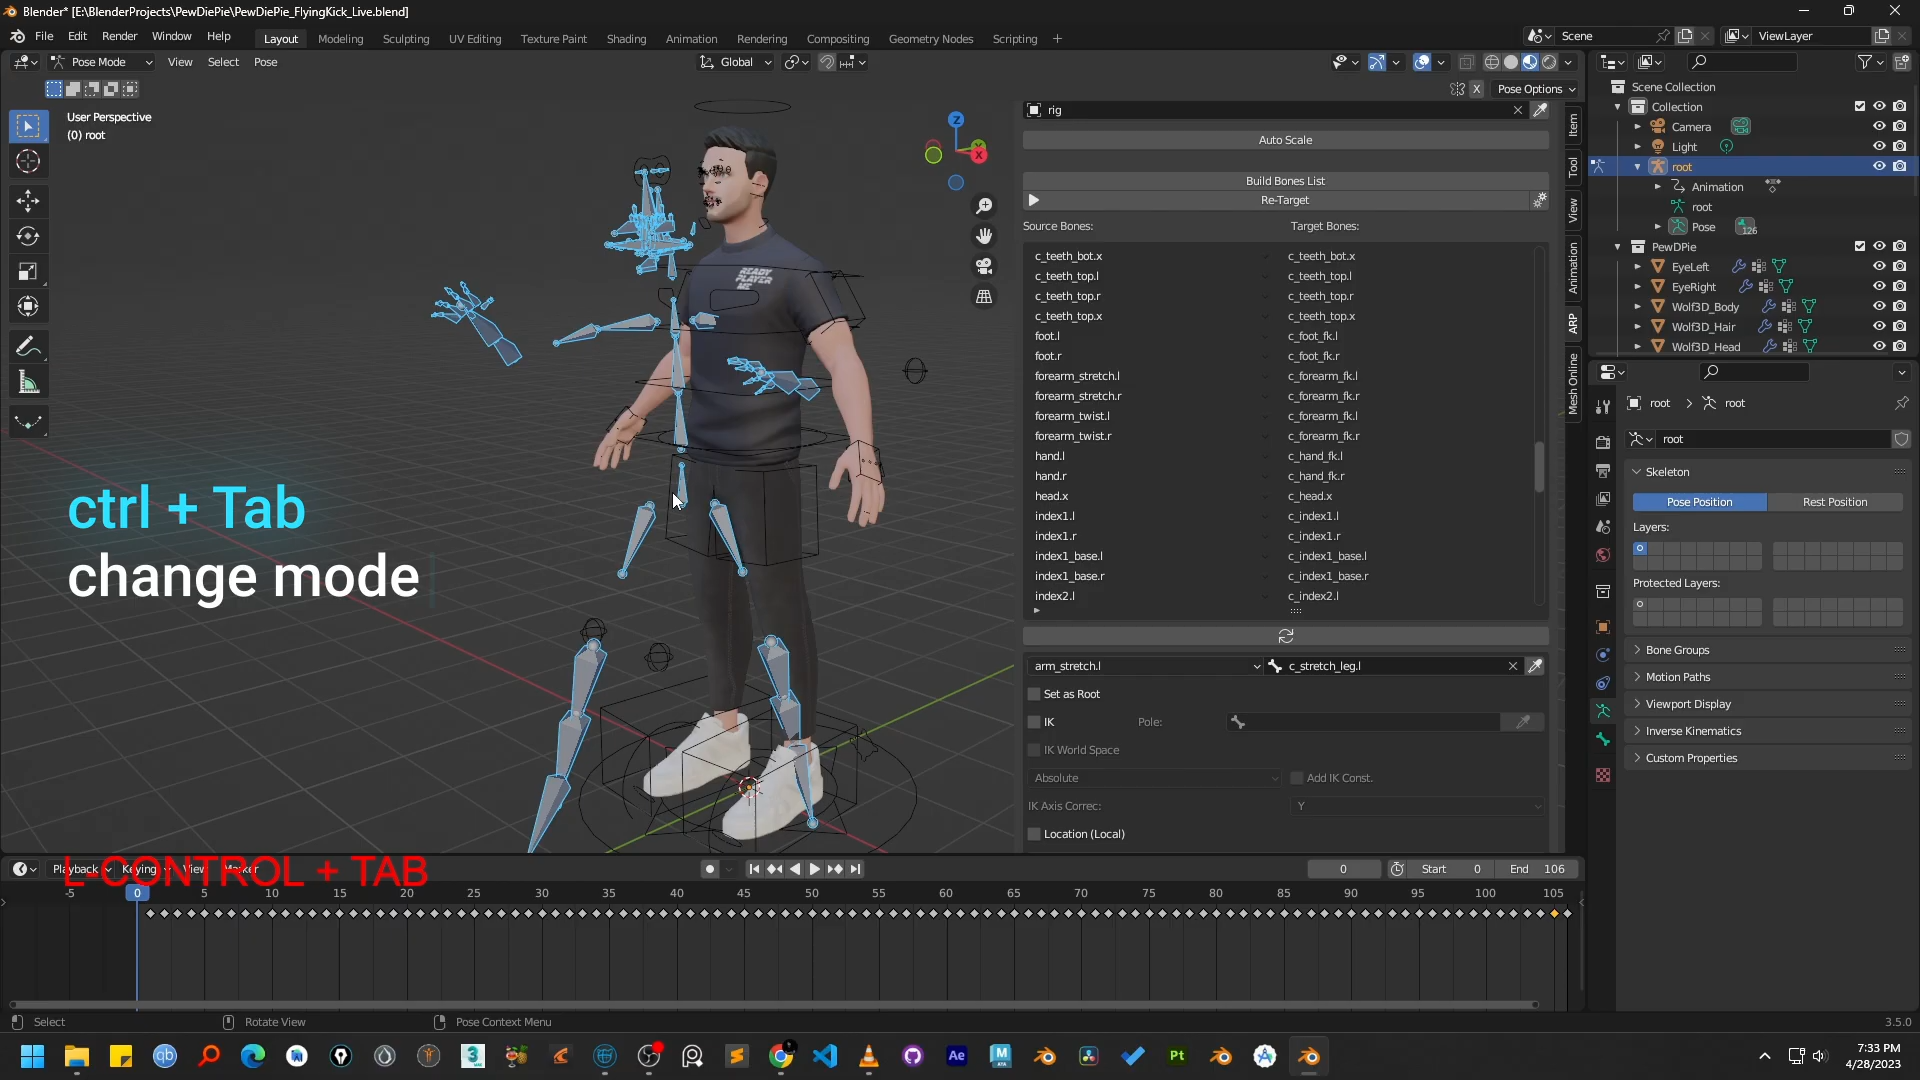 Blender* [E:\BlenderProjects\PewDiePie\PewDiePie_FlyingKick_Live.blend]
File Edit Render Window Help Layout Modeling Sculpting UV Editing Texture Paint Shading Animation Rendering Compositing Geometry Nodes Scripting + Scene ViewLayer
Pose Mode View Select Pose Global
X Pose Options
User Perspective
(0) root
Z
X
READY
PLAYER
ME
rig
Auto Scale
Build Bones List
Re-Target
Source Bones: Target Bones:
c_teeth_bot.x c_teeth_bot.x
c_teeth_top.l c_teeth_top.l
c_teeth_top.r c_teeth_top.r
c_teeth_top.x c_teeth_top.x
foot.l c_foot_fk.l
foot.r c_foot_fk.r
forearm_stretch.l c_forearm_fk.l
forearm_stretch.r c_forearm_fk.r
forearm_twist.l c_forearm_fk.l
forearm_twist.r c_forearm_fk.r
hand.l c_hand_fk.l
hand.r c_hand_fk.r
head.x c_head.x
index1.l c_index1.l
index1.r c_index1.r
index1_base.l c_index1_base.l
index1_base.r c_index1_base.r
index2.l c_index2.l
arm_stretch.l c_stretch_leg.l
Set as Root
IK Pole:
IK World Space
Absolute Add IK Const.
IK Axis Correc: Y
Location (Local)
Item
Tool
View
Animation
ARP
Mesh Online
Scene Collection
Collection
Camera
Light
root
Animation
root
Pose 126
PewDPie
EyeLeft
EyeRight
Wolf3D_Body
Wolf3D_Hair
Wolf3D_Head
root > root
root
Skeleton
Pose Position Rest Position
Layers:
Protected Layers:
Bone Groups
Motion Paths
Viewport Display
Inverse Kinematics
Custom Properties
ctrl + Tab
change mode
L-CONTROL + TAB
Playback Keying View Marker 0 Start 0 End 106
-5 0 5 10 15 20 25 30 35 40 45 50 55 60 65 70 75 80 85 90 95 100 105
Select Rotate View Pose Context Menu 3.5.0
qb 3 Ae M Pt
7:33 PM
4/28/2023